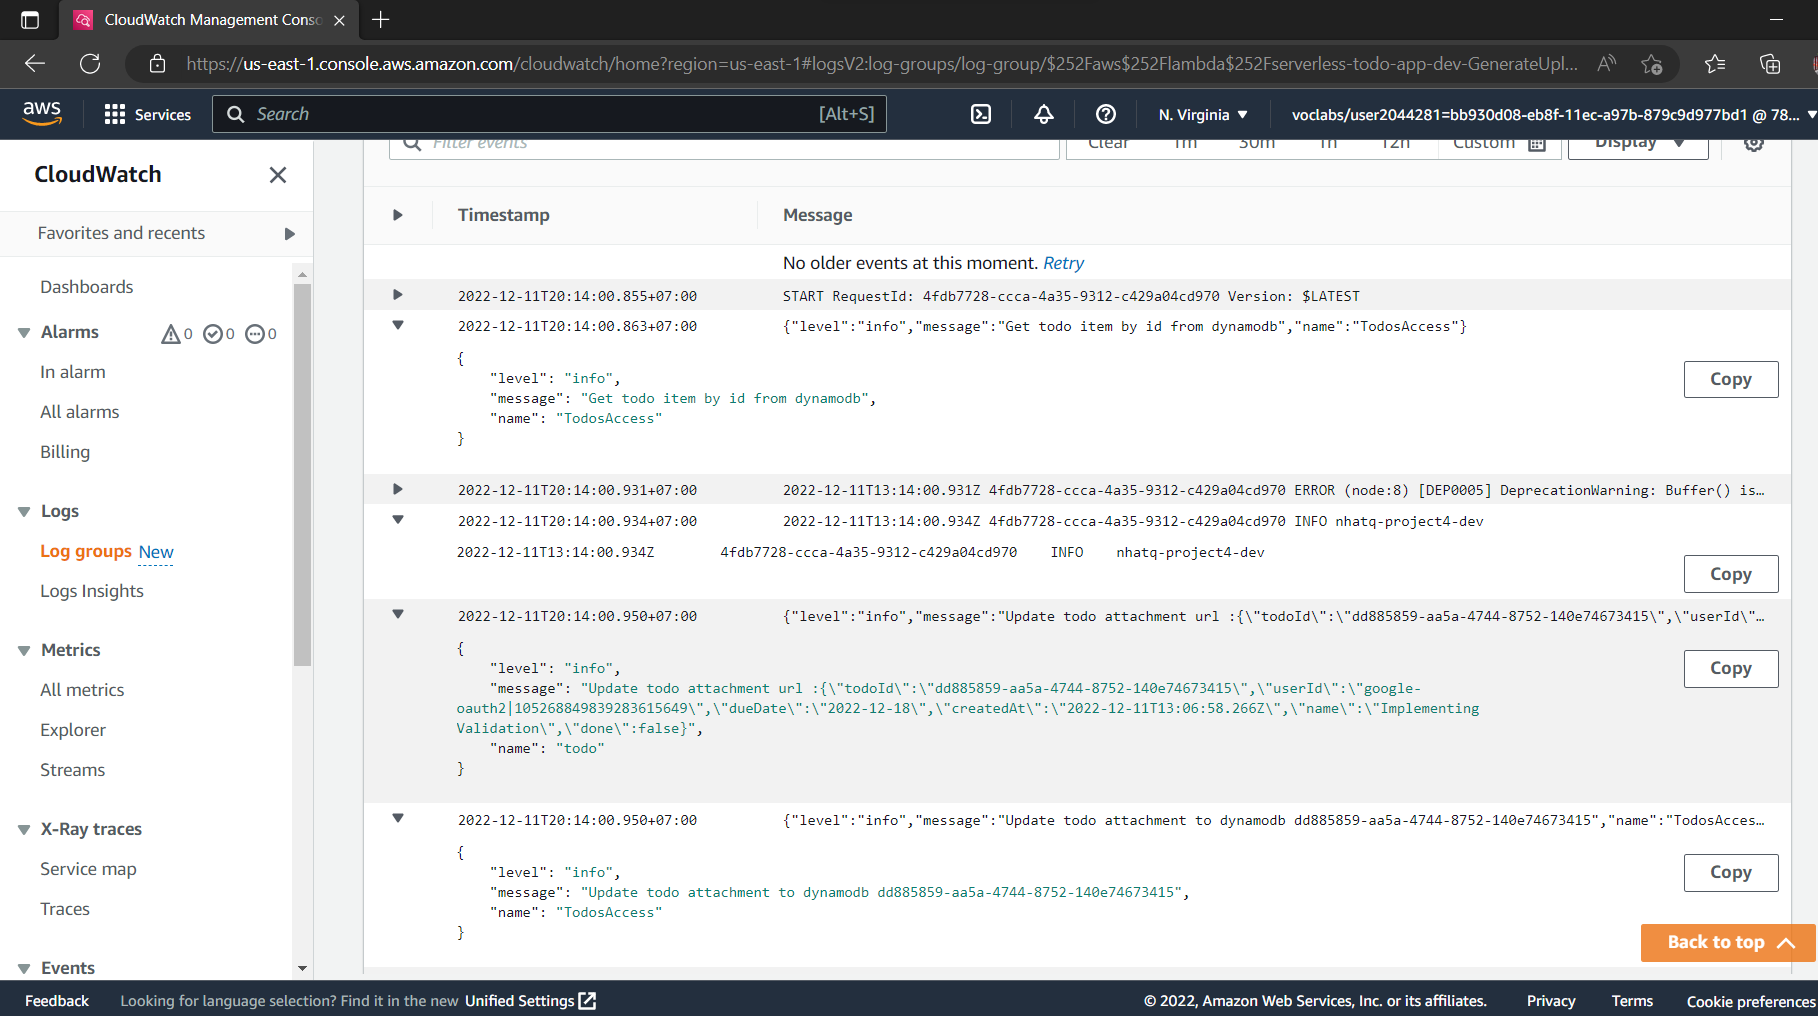 CloudWatch Management Conso
https://us-east-1.console.aws.amazon.com/cloudwatch/home?region=us-east-1#logsV2:log-groups/log-group/$252Faws$252Flambda$252Fserverless-todo-app-dev-GenerateUpl...
aws
Services
Search
[Alt+S]
N. Virginia
voclabs/user2044281=bb930d08-eb8f-11ec-a97b-879c9d977bd1 @ 78...
CloudWatch
Favorites and recents
Dashboards
Alarms 0 0 0
In alarm
All alarms
Billing
Logs
Log groups New
Logs Insights
Metrics
All metrics
Explorer
Streams
X-Ray traces
Service map
Traces
Events
Filter events
Clear 1m 30m 1h 12h Custom Display
Timestamp Message
No older events at this moment. Retry
2022-12-11T20:14:00.855+07:00 START RequestId: 4fdb7728-ccca-4a35-9312-c429a04cd970 Version: $LATEST
2022-12-11T20:14:00.863+07:00 {"level":"info","message":"Get todo item by id from dynamodb","name":"TodosAccess"}
{
"level": "info",
"message": "Get todo item by id from dynamodb",
"name": "TodosAccess"
}
Copy
2022-12-11T20:14:00.931+07:00 2022-12-11T13:14:00.931Z 4fdb7728-ccca-4a35-9312-c429a04cd970 ERROR (node:8) [DEP0005] DeprecationWarning: Buffer() is…
2022-12-11T20:14:00.934+07:00 2022-12-11T13:14:00.934Z 4fdb7728-ccca-4a35-9312-c429a04cd970 INFO nhatq-project4-dev
2022-12-11T13:14:00.934Z 4fdb7728-ccca-4a35-9312-c429a04cd970 INFO nhatq-project4-dev
Copy
2022-12-11T20:14:00.950+07:00 {"level":"info","message":"Update todo attachment url :{\"todoId\":\"dd885859-aa5a-4744-8752-140e74673415\",\"userId\"…
{
"level": "info",
"message": "Update todo attachment url :{\"todoId\":\"dd885859-aa5a-4744-8752-140e74673415\",\"userId\":\"google-
oauth2|105268849839283615649\",\"dueDate\":\"2022-12-18\",\"createdAt\":\"2022-12-11T13:06:58.266Z\",\"name\":\"Implementing
Validation\",\"done\":false}",
"name": "todo"
}
Copy
2022-12-11T20:14:00.950+07:00 {"level":"info","message":"Update todo attachment to dynamodb dd885859-aa5a-4744-8752-140e74673415","name":"TodosAcces…
{
"level": "info",
"message": "Update todo attachment to dynamodb dd885859-aa5a-4744-8752-140e74673415",
"name": "TodosAccess"
}
Copy
Back to top
Feedback
Looking for language selection? Find it in the new Unified Settings
© 2022, Amazon Web Services, Inc. or its affiliates.
Privacy
Terms
Cookie preferences